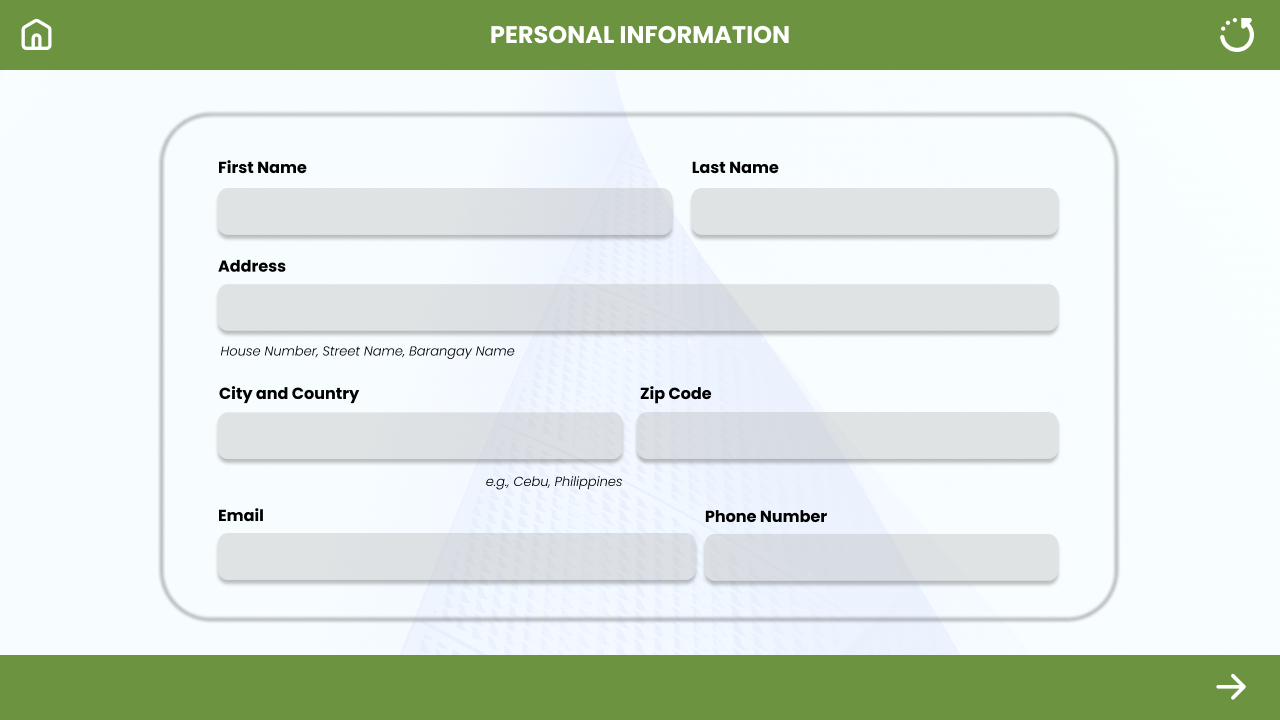 PERSONAL INFORMATION
First Name
Last Name
Address
House Number, Street Name, Barangay Name
City and Country
Zip Code
e.g., Cebu, Philippines
Email
Phone Number